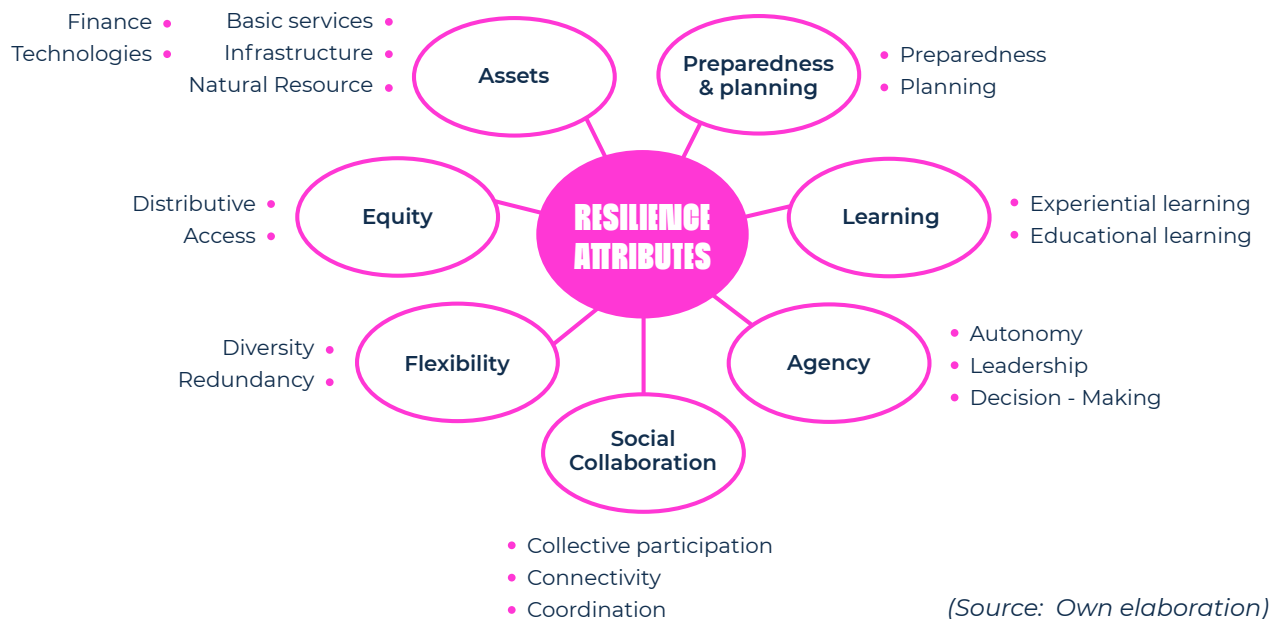 Finance
Technologies
Basic services
Infrastructure
Natural Resource
Assets
Preparedness
& planning
Preparedness
Planning
Distributive
Access
Equity
RESILIENCE
ATTRIBUTES
Learning
Experiential learning
Educational learning
Diversity
Redundancy
Flexibility
Agency
Autonomy
Leadership
Decision - Making
Social
Collaboration
Collective participation
Connectivity
Coordination
(Source: Own elaboration)